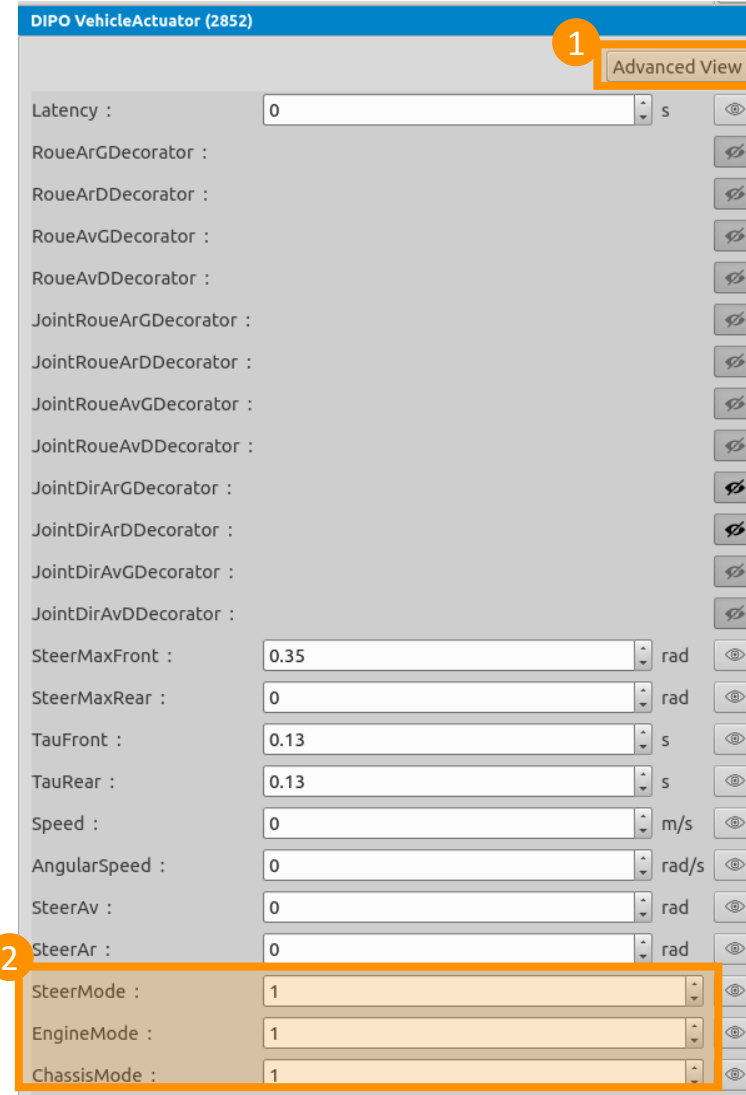 DIPO VehicleActuator (2852)
1
Advanced View
Latency : 0 s
RoueArGDecorator :
RoueArDDecorator :
RoueAvGDecorator :
RoueAvDDecorator :
JointRoueArGDecorator :
JointRoueArDDecorator :
JointRoueAvGDecorator :
JointRoueAvDDecorator :
JointDirArGDecorator :
JointDirArDDecorator :
JointDirAvGDecorator :
JointDirAvDDecorator :
SteerMaxFront : 0.35 rad
SteerMaxRear : 0 rad
TauFront : 0.13 s
TauRear : 0.13 s
Speed : 0 m/s
AngularSpeed : 0 rad/s
SteerAv : 0 rad
SteerAr : 0 rad
2
SteerMode : 1
EngineMode : 1
ChassisMode : 1